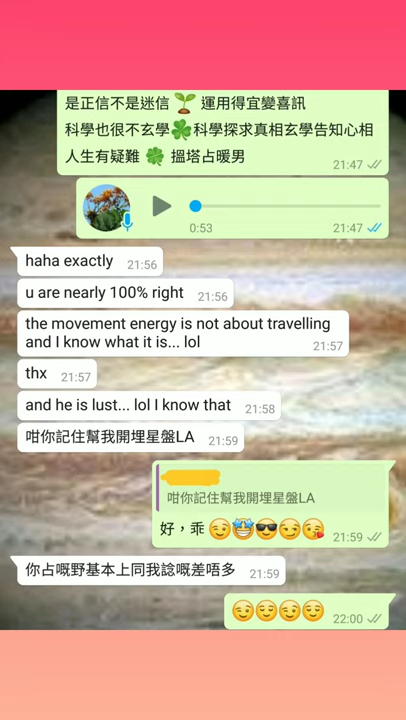 是正信不是迷信🌱 運用得宜變喜訊
科學也很不玄學🍀科學探求真相玄學告知心相
人生有疑難 🍀 搵塔占暖男
21:47
0:53
21:47
haha exactly
21:56
u are nearly 100% right
21:56
the movement energy is not about travelling
and I know what it is... lol
21:57
thx
21:57
and he is lust... lol I know that
21:58
咁你記住幫我開埋星盤LA
21:59
咁你記住幫我開埋星盤LA
好，乖 😌🤩😎😏😘
21:59
你占嘅野基本上同我諗嘅差唔多
21:59
😏😌😏😌
22:00